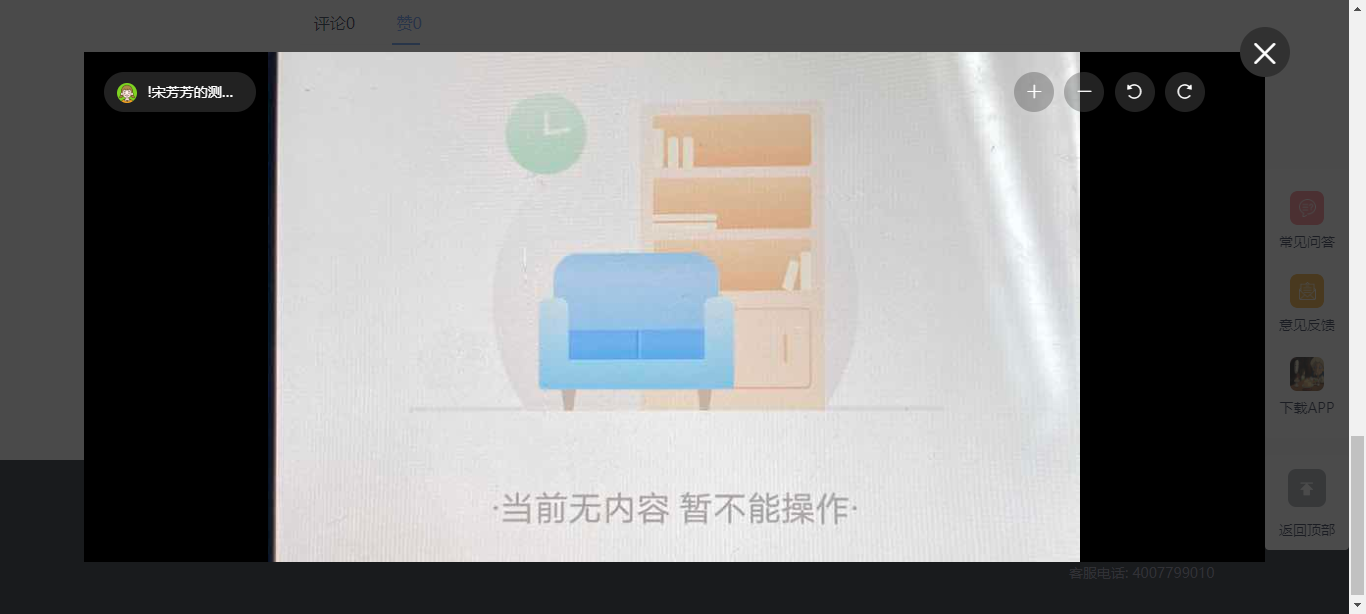 评论0 赞0
!宋芳芳的测...
常见问答
意见反馈
下载APP
·当前无内容 暂不能操作·
返回顶部
客服电话: 4007799010